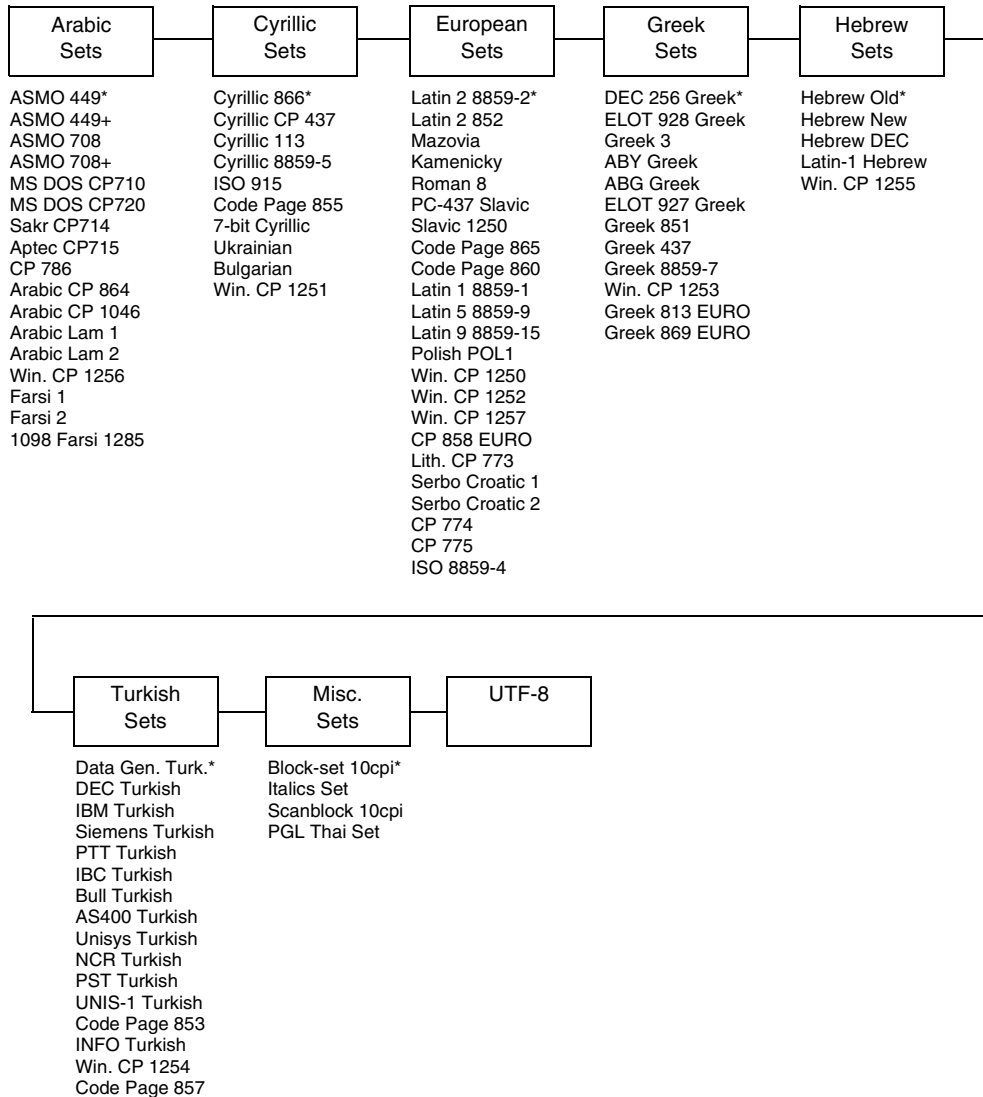 Arabic
Sets
ASMO 449*
ASMO 449+
ASMO 708
ASMO 708+
MS DOS CP710
MS DOS CP720
Sakr CP714
Aptec CP715
CP 786
Arabic CP 864
Arabic CP 1046
Arabic Lam 1
Arabic Lam 2
Win. CP 1256
Farsi 1
Farsi 2
1098 Farsi 1285
Cyrillic
Sets
Cyrillic 866*
Cyrillic CP 437
Cyrillic 113
Cyrillic 8859-5
ISO 915
Code Page 855
7-bit Cyrillic
Ukrainian
Bulgarian
Win. CP 1251
European
Sets
Latin 2 8859-2*
Latin 2 852
Mazovia
Kamenicky
Roman 8
PC-437 Slavic
Slavic 1250
Code Page 865
Code Page 860
Latin 1 8859-1
Latin 5 8859-9
Latin 9 8859-15
Polish POL1
Win. CP 1250
Win. CP 1252
Win. CP 1257
CP 858 EURO
Lith. CP 773
Serbo Croatic 1
Serbo Croatic 2
CP 774
CP 775
ISO 8859-4
Greek
Sets
DEC 256 Greek*
ELOT 928 Greek
Greek 3
ABY Greek
ABG Greek
ELOT 927 Greek
Greek 851
Greek 437
Greek 8859-7
Win. CP 1253
Greek 813 EURO
Greek 869 EURO
Hebrew
Sets
Hebrew Old*
Hebrew New
Hebrew DEC
Latin-1 Hebrew
Win. CP 1255
Turkish
Sets
Data Gen. Turk.*
DEC Turkish
IBM Turkish
Siemens Turkish
PTT Turkish
IBC Turkish
Bull Turkish
AS400 Turkish
Unisys Turkish
NCR Turkish
PST Turkish
UNIS-1 Turkish
Code Page 853
INFO Turkish
Win. CP 1254
Code Page 857
Misc.
Sets
Block-set 10cpi*
Italics Set
Scanblock 10cpi
PGL Thai Set
UTF-8